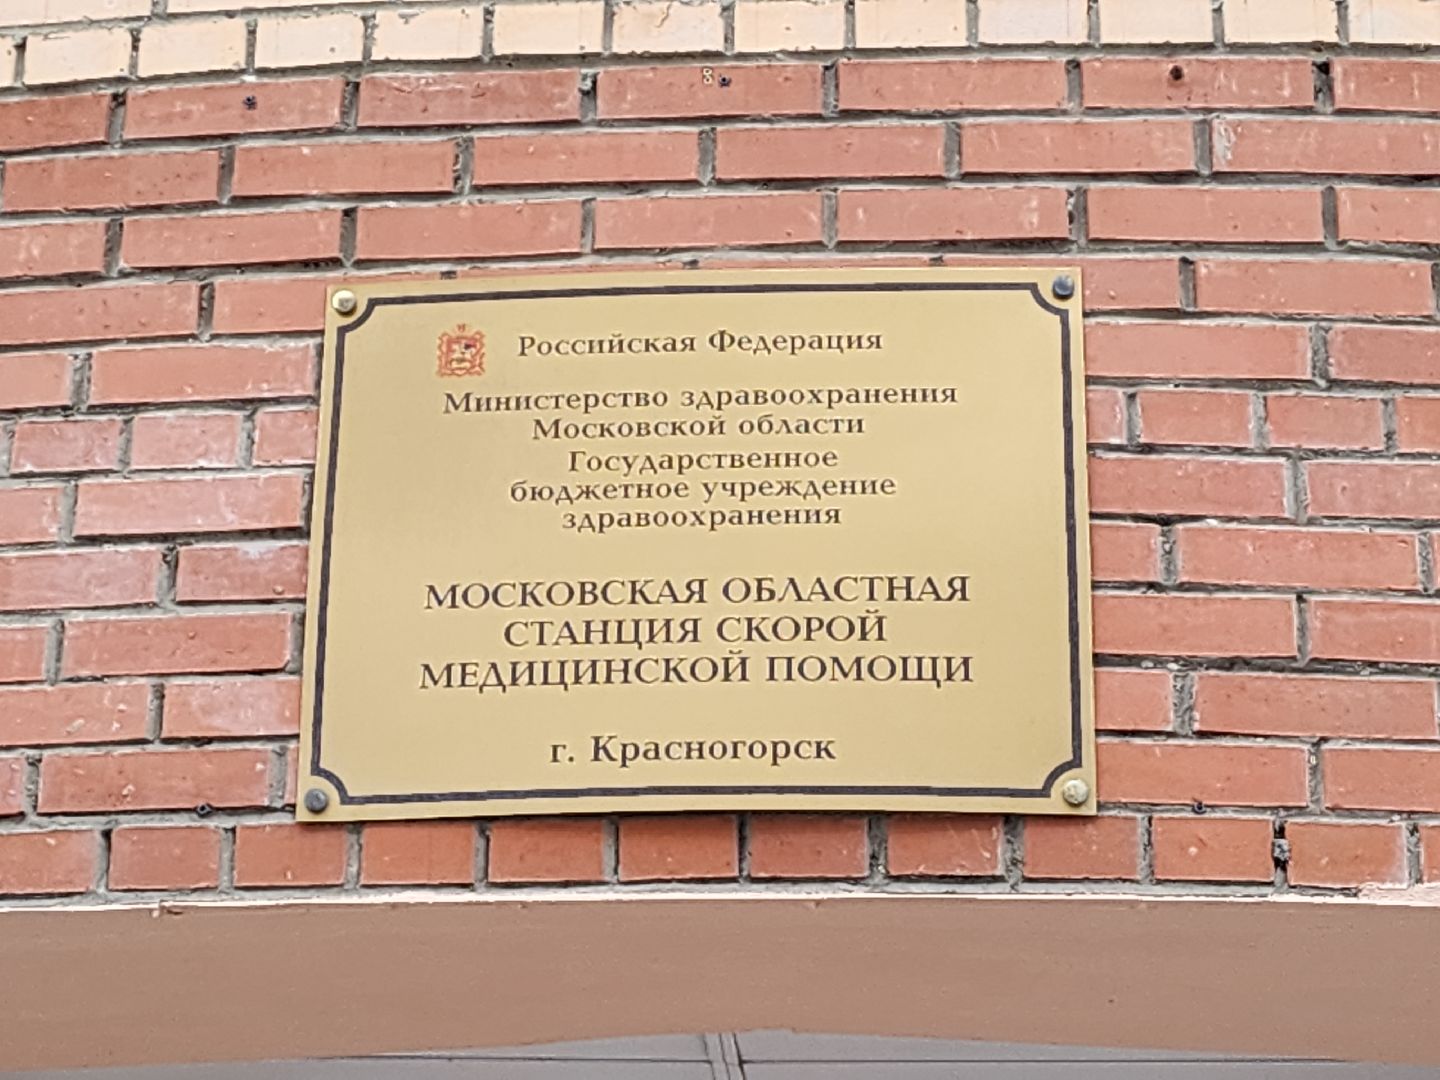 Российская Федерация
Министерство здравоохранения
Московской области
Государственное
бюджетное учреждение
здравоохранения
МОСКОВСКАЯ ОБЛАСТНАЯ
СТАНЦИЯ СКОРОЙ
МЕДИЦИНСКОЙ ПОМОЩИ
г. Красногорск